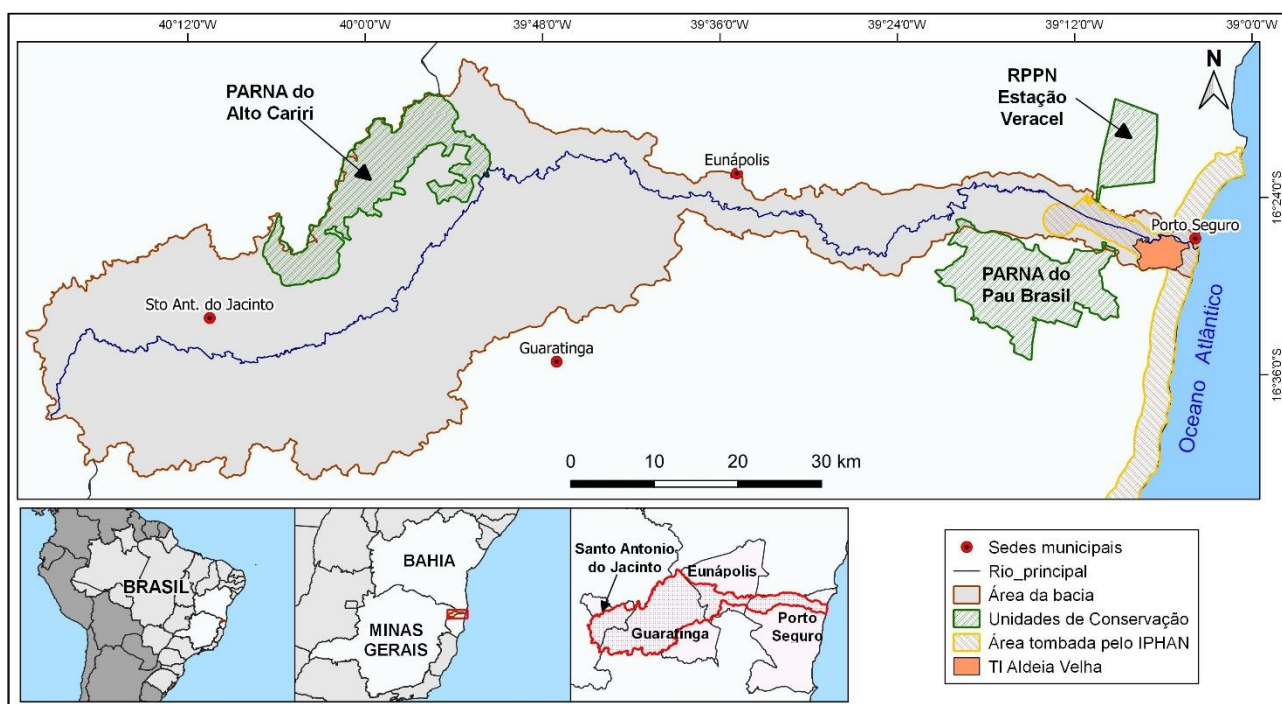 40°12'0"W
40°0'0"W
39°48'0"W
39°36'0"W
39°24'0"W
39°12'0"W
39°0'0"W
PARNA do
Alto Cariri
RPPN
Estação
Veracel
N
Eunápolis
16°24'0"S
Porto Seguro
PARNA do
Pau Brasil
Sto Ant. do Jacinto
Guaratinga
16°36'0"S
Oceano Atlântico
0 10 20 30 km
BRASIL
BAHIA
MINAS
GERAIS
Santo Antonio
do Jacinto
Eunápolis
Guaratinga
Porto
Seguro
Sedes municipais
Rio_principal
Área da bacia
Unidades de Conservação
Área tombada pelo IPHAN
TI Aldeia Velha